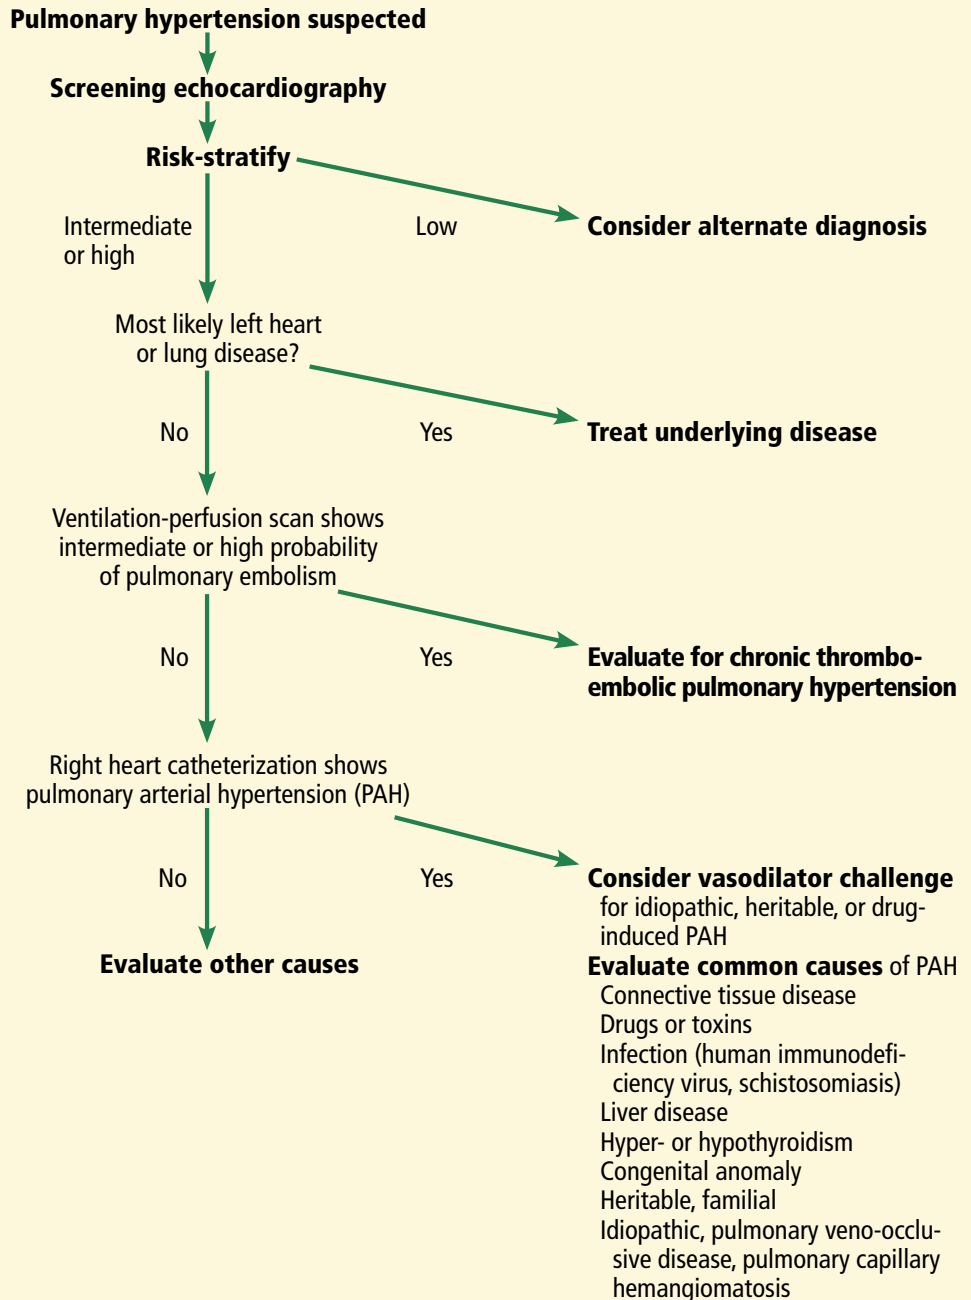 Pulmonary hypertension suspected
Screening echocardiography
Risk-stratify
Intermediate
or high
Low
Consider alternate diagnosis
Most likely left heart
or lung disease?
No
Yes
Treat underlying disease
Ventilation-perfusion scan shows
intermediate or high probability
of pulmonary embolism
No
Yes
Evaluate for chronic thrombo-
embolic pulmonary hypertension
Right heart catheterization shows
pulmonary arterial hypertension (PAH)
No
Yes
Evaluate other causes
Consider vasodilator challenge
for idiopathic, heritable, or drug-
induced PAH
Evaluate common causes of PAH
Connective tissue disease
Drugs or toxins
Infection (human immunodefi-
ciency virus, schistosomiasis)
Liver disease
Hyper- or hypothyroidism
Congenital anomaly
Heritable, familial
Idiopathic, pulmonary veno-occlu-
sive disease, pulmonary capillary
hemangiomatosis